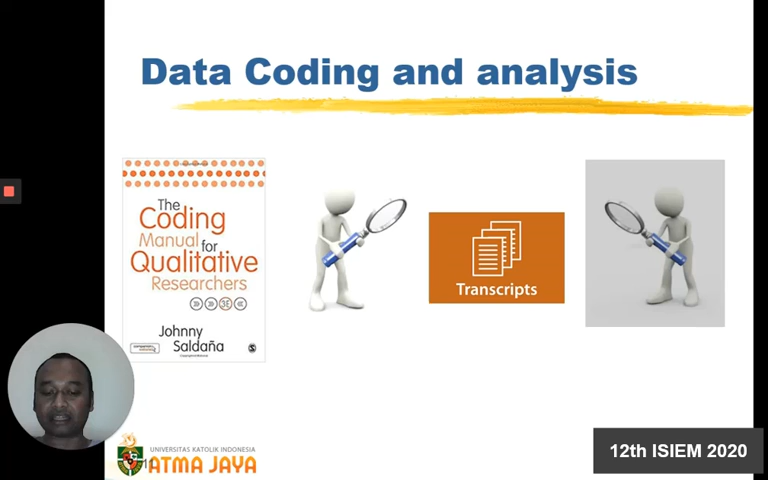 Data Coding and analysis
The
Coding
Manual for
Qualitative
Researchers
3E
Johnny
Saldaña
Transcripts
UNIVERSITAS KATOLIK INDONESIA
ATMA JAYA
12th ISIEM 2020